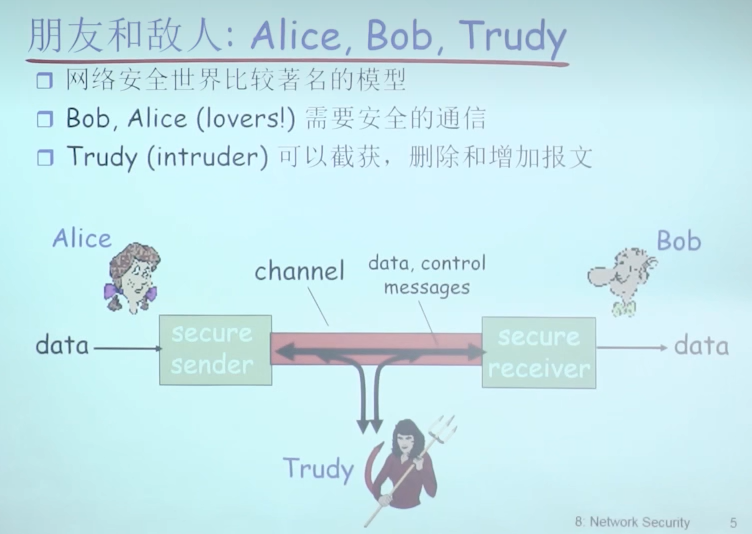 朋友和敌人: Alice, Bob, Trudy
网络安全世界比较著名的模型
Bob, Alice (lovers!) 需要安全的通信
Trudy (intruder) 可以截获，删除和增加报文
Alice
Bob
channel
data, control
messages
data
secure
sender
secure
receiver
data
Trudy
8: Network Security 5